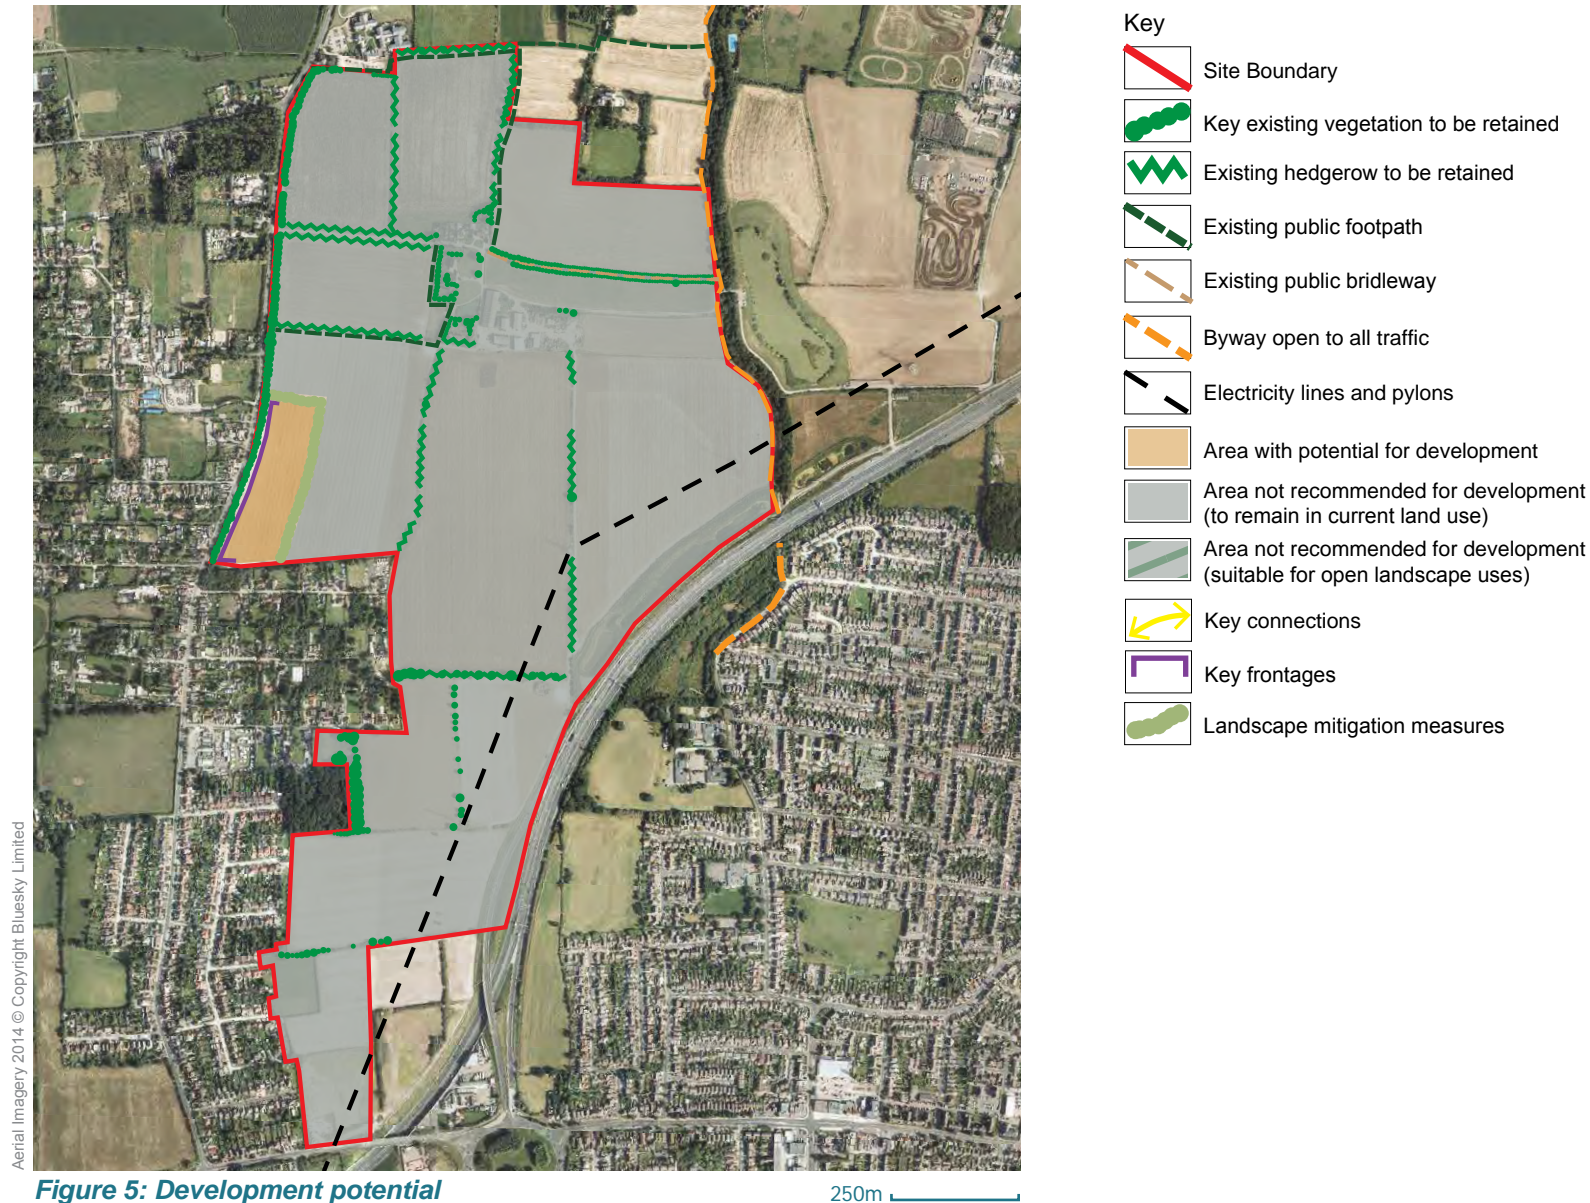 Key
Site Boundary
Key existing vegetation to be retained
Existing hedgerow to be retained
Existing public footpath
Existing public bridleway
Byway open to all traffic
Electricity lines and pylons
Area with potential for development
Area not recommended for development
(to remain in current land use)
Area not recommended for development
(suitable for open landscape uses)
Key connections
Key frontages
Landscape mitigation measures
Aerial Imagery 2014 © Copyright Bluesky Limited
Figure 5: Development potential
250m